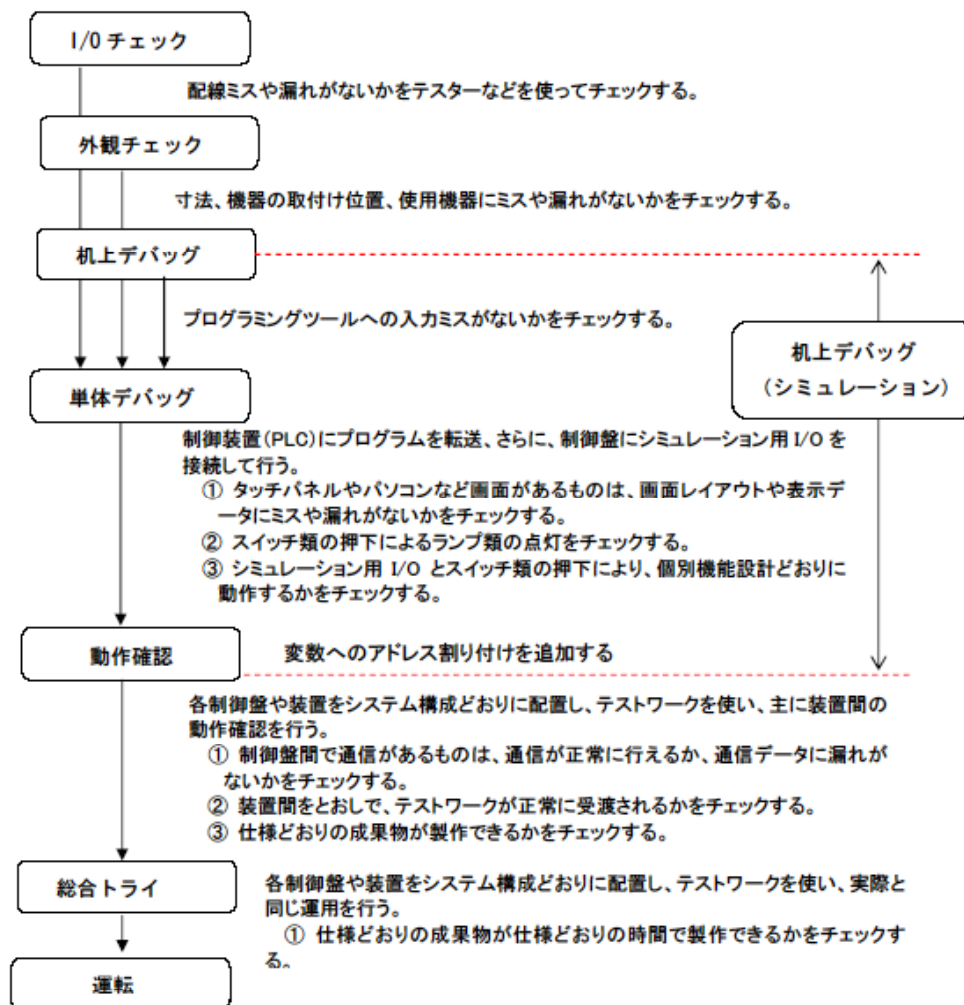 I/O チェック
配線ミスや漏れがないかをテスターなどを使ってチェックする。
外観チェック
寸法、機器の取付け位置、使用機器にミスや漏れがないかをチェックする。
机上デバッグ
プログラミングツールへの入力ミスがないかをチェックする。
机上デバッグ
(シミュレーション)
単体デバッグ
制御装置(PLC)にプログラムを転送、さらに、制御盤にシミュレーション用 I/O を
接続して行う。
① タッチパネルやパソコンなど画面があるものは、画面レイアウトや表示デ
ータにミスや漏れがないかをチェックする。
② スイッチ類の押下によるランプ類の点灯をチェックする。
③ シミュレーション用 I/O とスイッチ類の押下により、個別機能設計どおりに
動作するかをチェックする。
動作確認
変数へのアドレス割り付けを追加する
各制御盤や装置をシステム構成どおりに配置し、テストワークを使い、主に装置間の
動作確認を行う。
① 制御盤間で通信があるものは、通信が正常に行えるか、通信データに漏れが
ないかをチェックする。
② 装置間をとおしで、テストワークが正常に受渡されるかをチェックする。
③ 仕様どおりの成果物が製作できるかをチェックする。
総合トライ
各制御盤や装置をシステム構成どおりに配置し、テストワークを使い、実際と
同じ運用を行う。
① 仕様どおりの成果物が仕様どおりの時間で製作できるかをチェックす
る。
運転